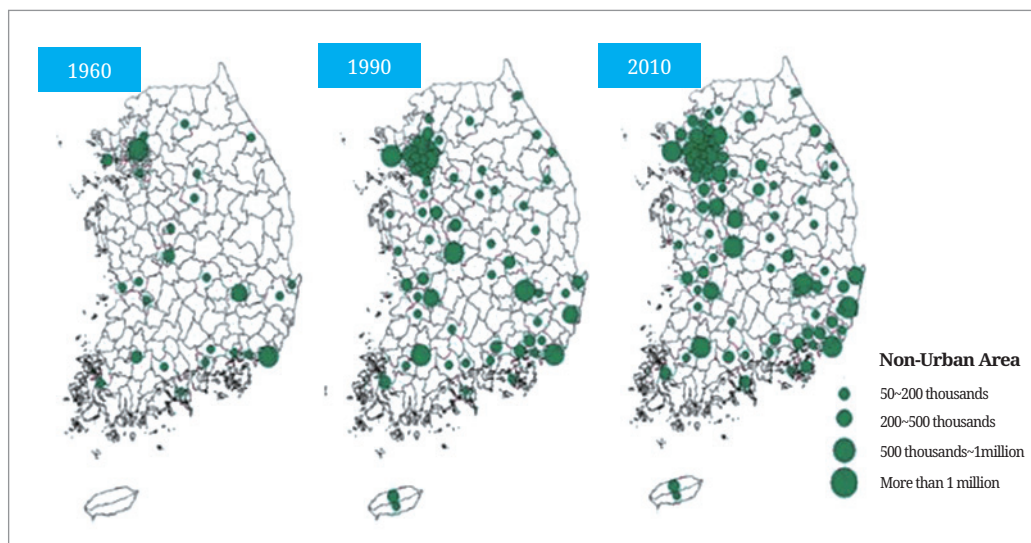 1960
1990
2010
Non-Urban Area
50~200 thousands
200~500 thousands
500 thousands~1million
More than 1 million